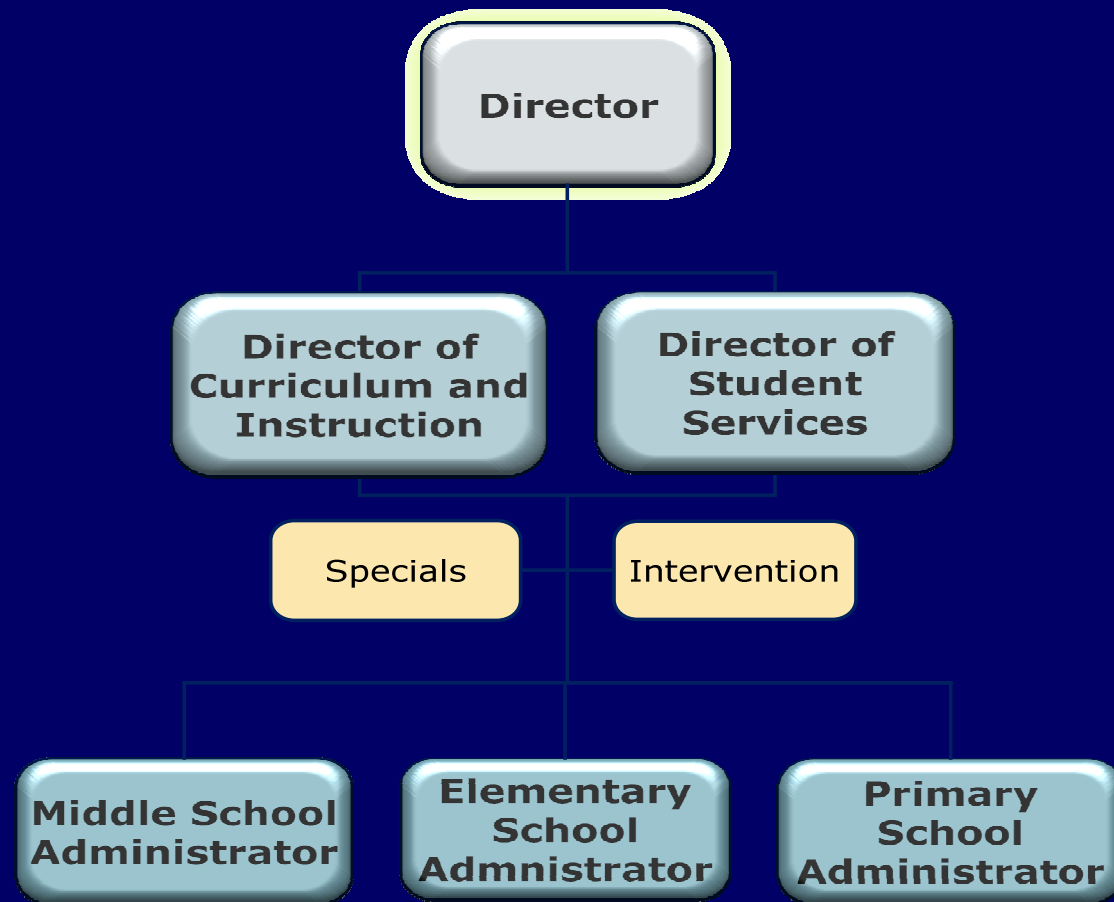 Director
Director of
Curriculum and
Instruction
Director of
Student
Services
Specials
Intervention
Middle School
Administrator
Elementary
School
Admnistrator
Primary
School
Administrator